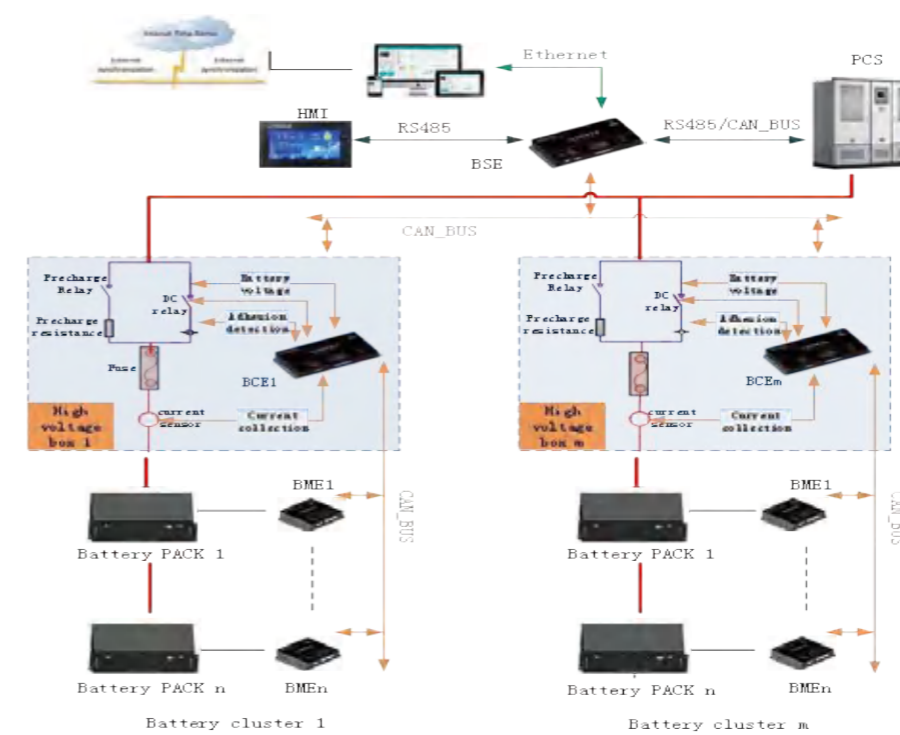 Ethernet
PCS
HMI
RS485
RS485/CAN_BUS
BSE
CAN_BUS
Precharge
Relay
Battery
voltage
DC
relay
Precharge
resistance
Adhesion
detection
Fuse
BCE1
High
voltage
box 1
current
sensor
Current
collection
Precharge
Relay
Battery
voltage
DC
relay
Precharge
resistance
Adhesion
detection
BCEm
High
voltage
box m
current
sensor
Current
collection
BME1
CAN_BUS
Battery PACK 1
BME1
CAN_BUS
Battery PACK 1
Battery PACK n
BMEn
Battery PACK n
BMEn
Battery cluster 1
Battery cluster m